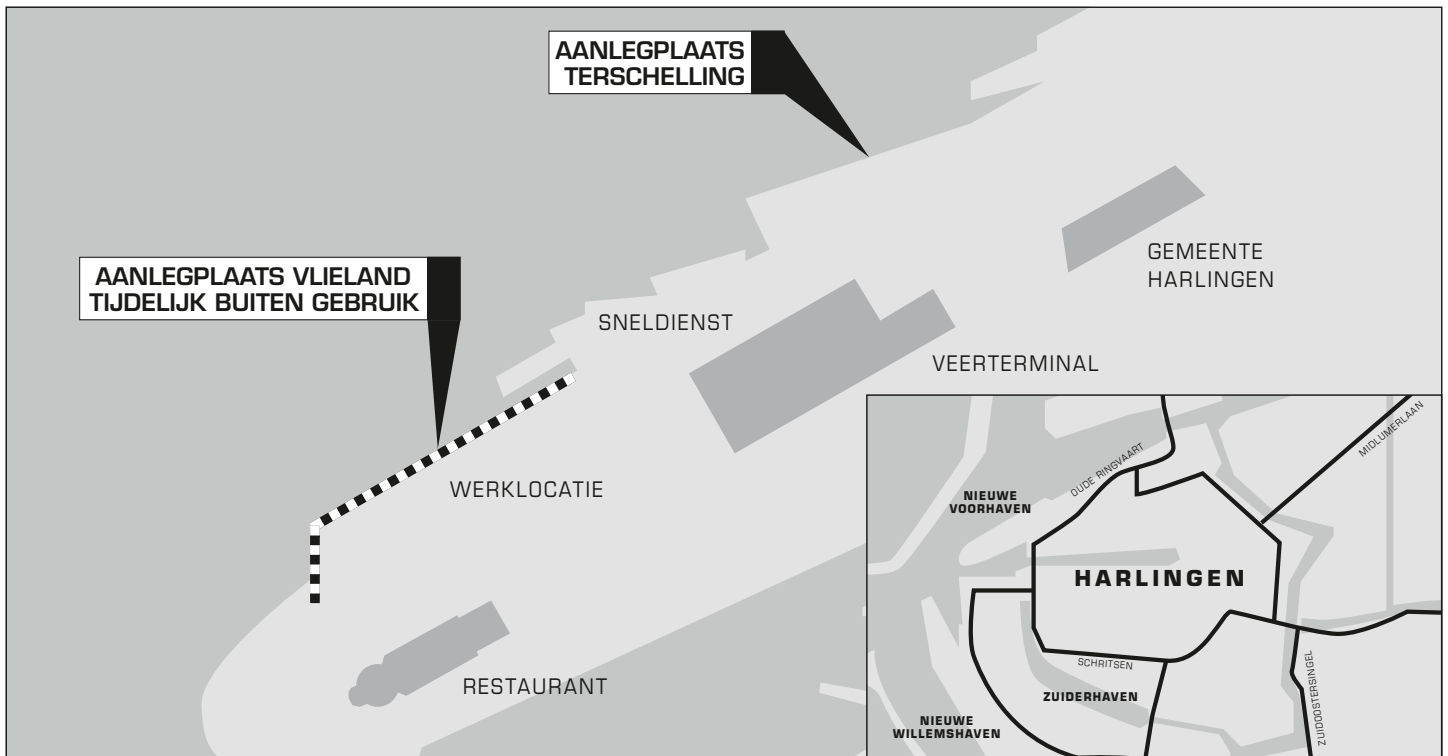 AANLEGPLAATS
TERSCHELLING
AANLEGPLAATS VLIELAND
TIJDELIJK BUITEN GEBRUIK
GEMEENTE
HARLINGEN
SNELDIENST
VEERTERMINAL
WERKLOCATIE
RESTAURANT
MIDLUMERLAAN
OUDE RINGVAART
NIEUWE
VOORHAVEN
HARLINGEN
SCHRITSEN
ZUIDERHAVEN
ZUIDOOSTERSINGEL
NIEUWE
WILLEMSHAVEN